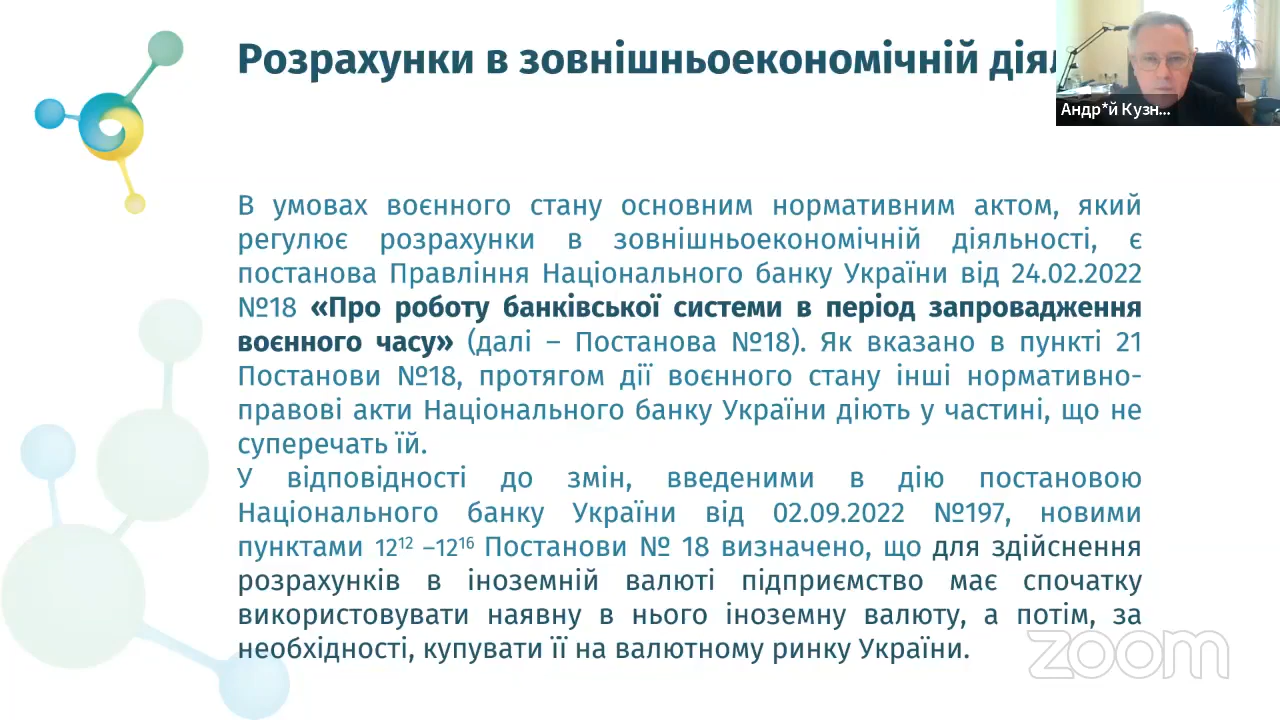 Розрахунки в зовнішньоекономічній
Андр*й Кузн...
В умовах воєнного стану основним нормативним актом, який
регулює розрахунки в зовнішньоекономічній діяльності, є
постанова Правління Національного банку України від 24.02.2022
№18 «Про роботу банківської системи в період запровадження
воєнного часу» (далі – Постанова №18). Як вказано в пункті 21
Постанови №18, протягом дії воєнного стану інші нормативно-
правові акти Національного банку України діють у частині, що не
суперечать їй.
У відповідності до змін, введеними в дію постановою
Національного банку України від 02.09.2022 №197, новими
пунктами 12¹² –12¹⁶ Постанови № 18 визначено, що для здійснення
розрахунків в іноземній валюті підприємство має спочатку
використовувати наявну в нього іноземну валюту, а потім, за
необхідності, купувати її на валютному ринку України.
zoom